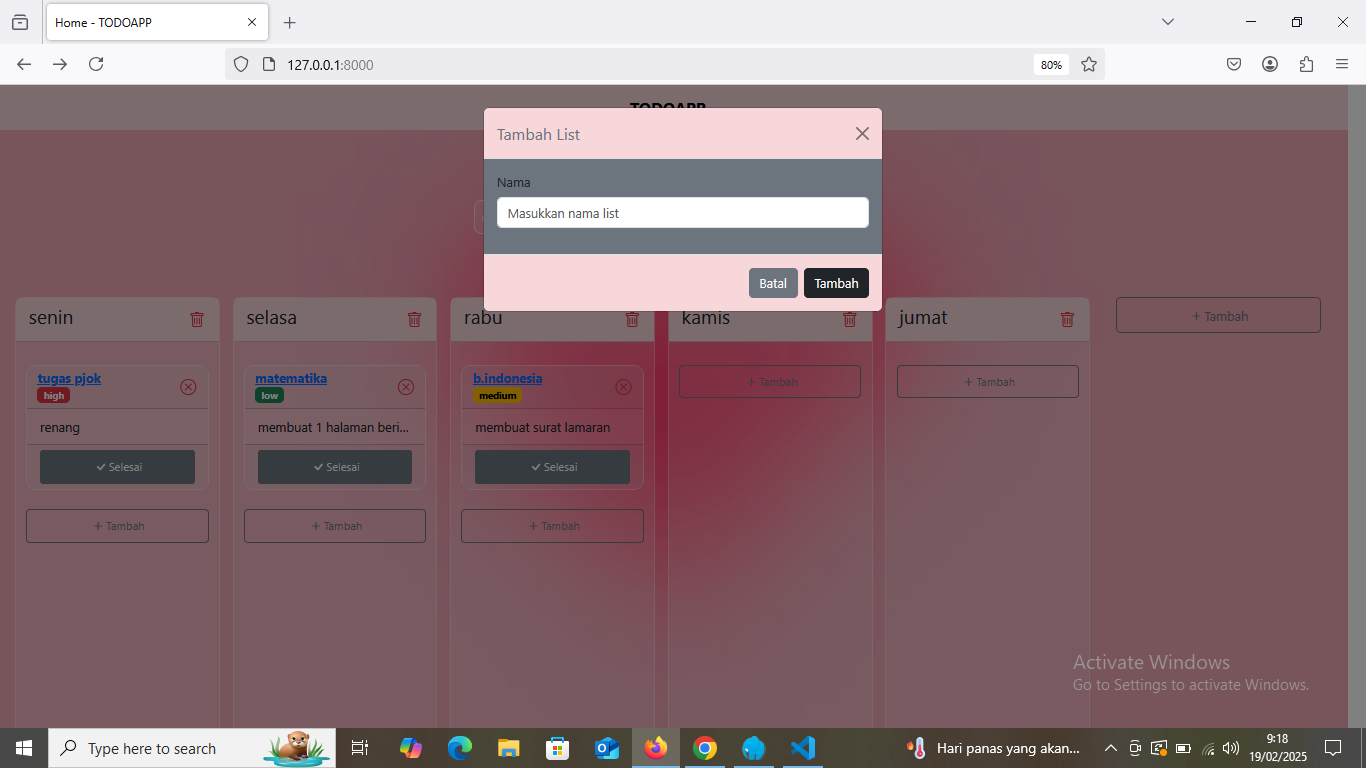 Home - TODOAPP
127.0.0.1:8000
80%
TODOAPP
Tambah List
Nama
Masukkan nama list
Batal
Tambah
senin
selasa
rabu
kamis
jumat
+ Tambah
tugas pjok
high
renang
Selesai
+ Tambah
matematika
low
membuat 1 halaman beri...
Selesai
+ Tambah
b.indonesia
medium
membuat surat lamaran
Selesai
+ Tambah
+ Tambah
+ Tambah
Activate Windows
Go to Settings to activate Windows.
Type here to search
Hari panas yang akan...
9:18
19/02/2025